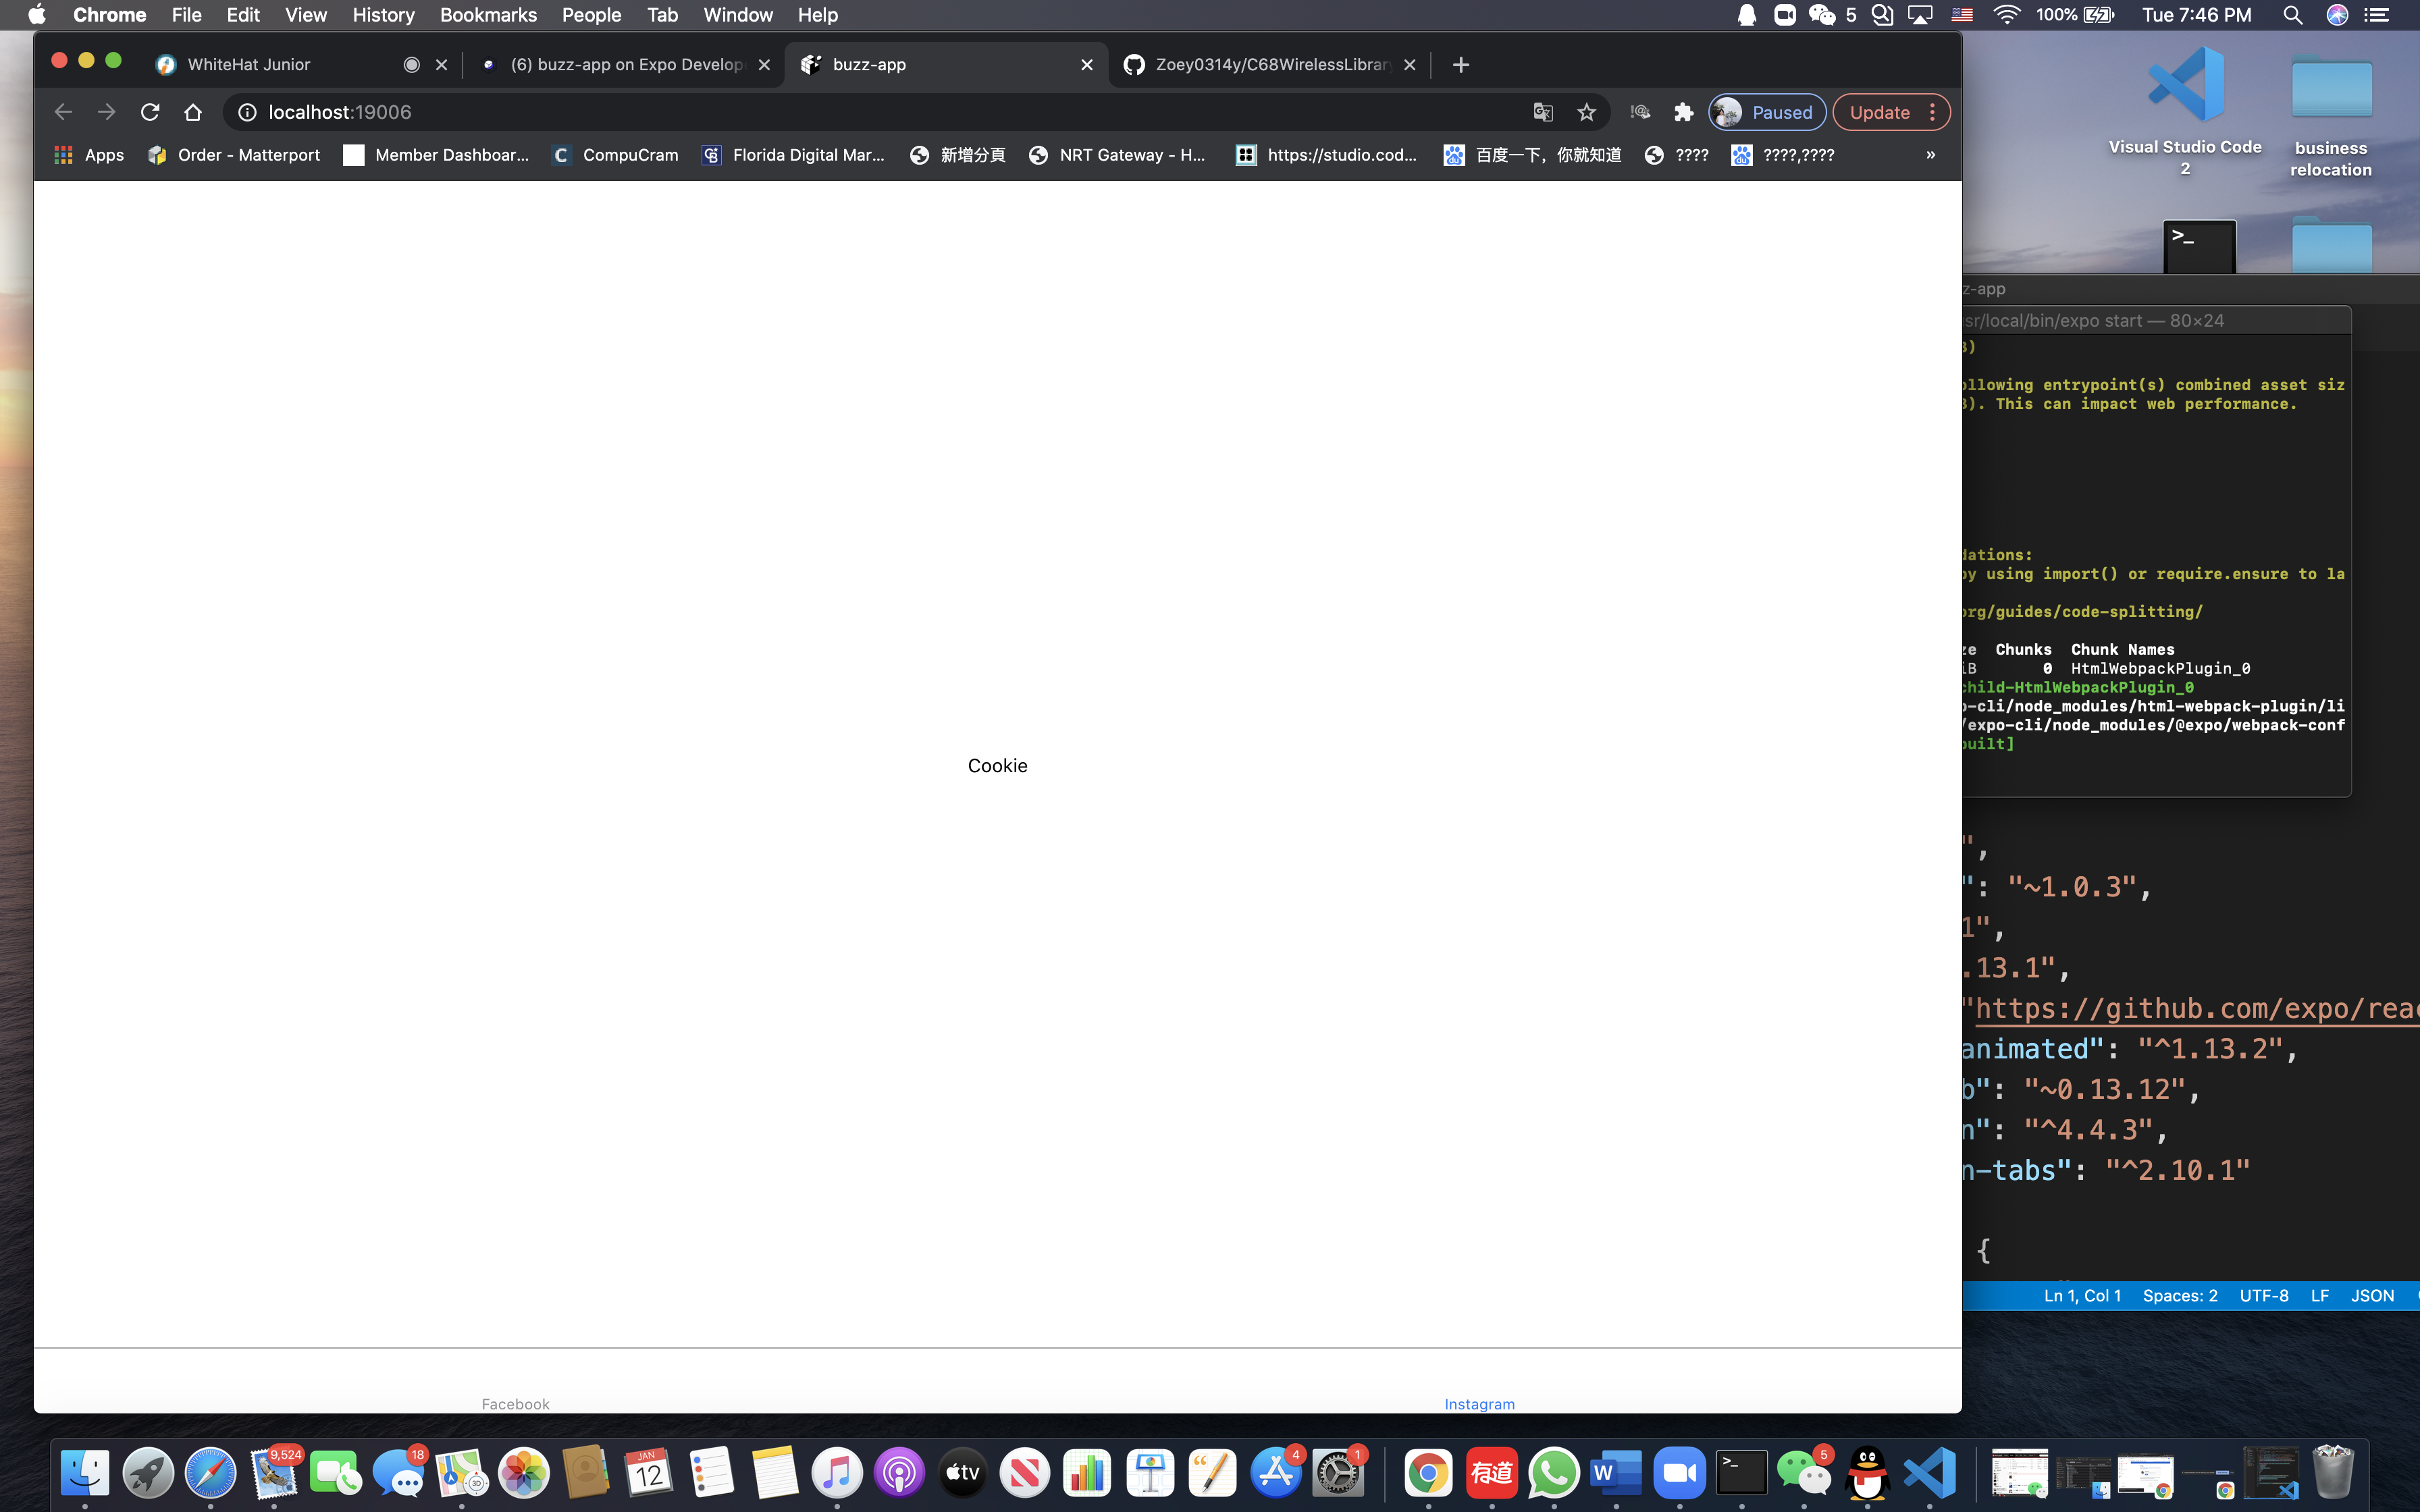 Chrome File Edit View History Bookmarks People Tab Window Help
5 100% Tue 7:46 PM
WhiteHat Junior
(6) buzz-app on Expo Develop
buzz-app
Zoey0314y/C68WirelessLibrary
localhost:19006
Paused
Update
Apps
Order - Matterport
Member Dashboar...
C CompuCram
Florida Digital Mar...
新增分頁
NRT Gateway - H...
https://studio.cod...
百度一下，你就知道
????
????,????
»
Cookie
Facebook
Instagram
Visual Studio Code
2
business
relocation
>_
z-app
sr/local/bin/expo start — 80×24
B)
ollowing entrypoint(s) combined asset siz
B). This can impact web performance.
dations:
by using import() or require.ensure to la
org/guides/code-splitting/
ze Chunks Chunk Names
iB 0 HtmlWebpackPlugin_0
child-HtmlWebpackPlugin_0
o-cli/node_modules/html-webpack-plugin/li
/expo-cli/node_modules/@expo/webpack-conf
built]
",
": "~1.0.3",
1",
.13.1",
"https://github.com/expo/reac
animated": "^1.13.2",
b": "~0.13.12",
n": "^4.4.3",
n-tabs": "^2.10.1"
{
Ln 1, Col 1 Spaces: 2 UTF-8 LF JSON
9,524
18
3D
JAN
12
tv
4
1
有道
W
>_
5